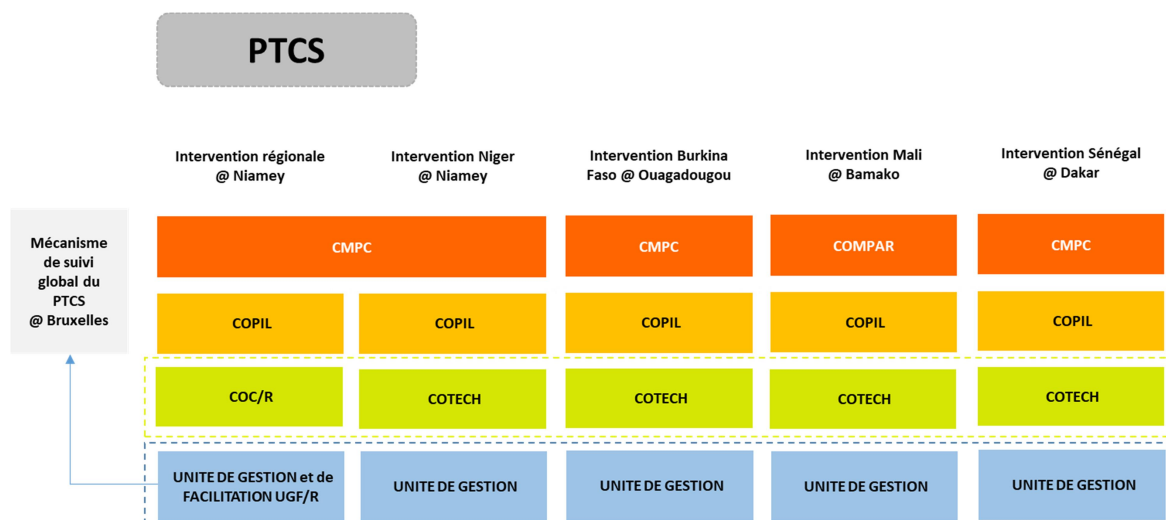 PTCS
Intervention régionale
@ Niamey
Intervention Niger
@ Niamey
Intervention Burkina
Faso @ Ouagadougou
Intervention Mali
@ Bamako
Intervention Sénégal
@ Dakar
Mécanisme
de suivi
global du
PTCS
@ Bruxelles
CMPC
CMPC
COMPAR
CMPC
COPIL
COPIL
COPIL
COPIL
COPIL
COC/R
COTECH
COTECH
COTECH
COTECH
UNITE DE GESTION et de
FACILITATION UGF/R
UNITE DE GESTION
UNITE DE GESTION
UNITE DE GESTION
UNITE DE GESTION